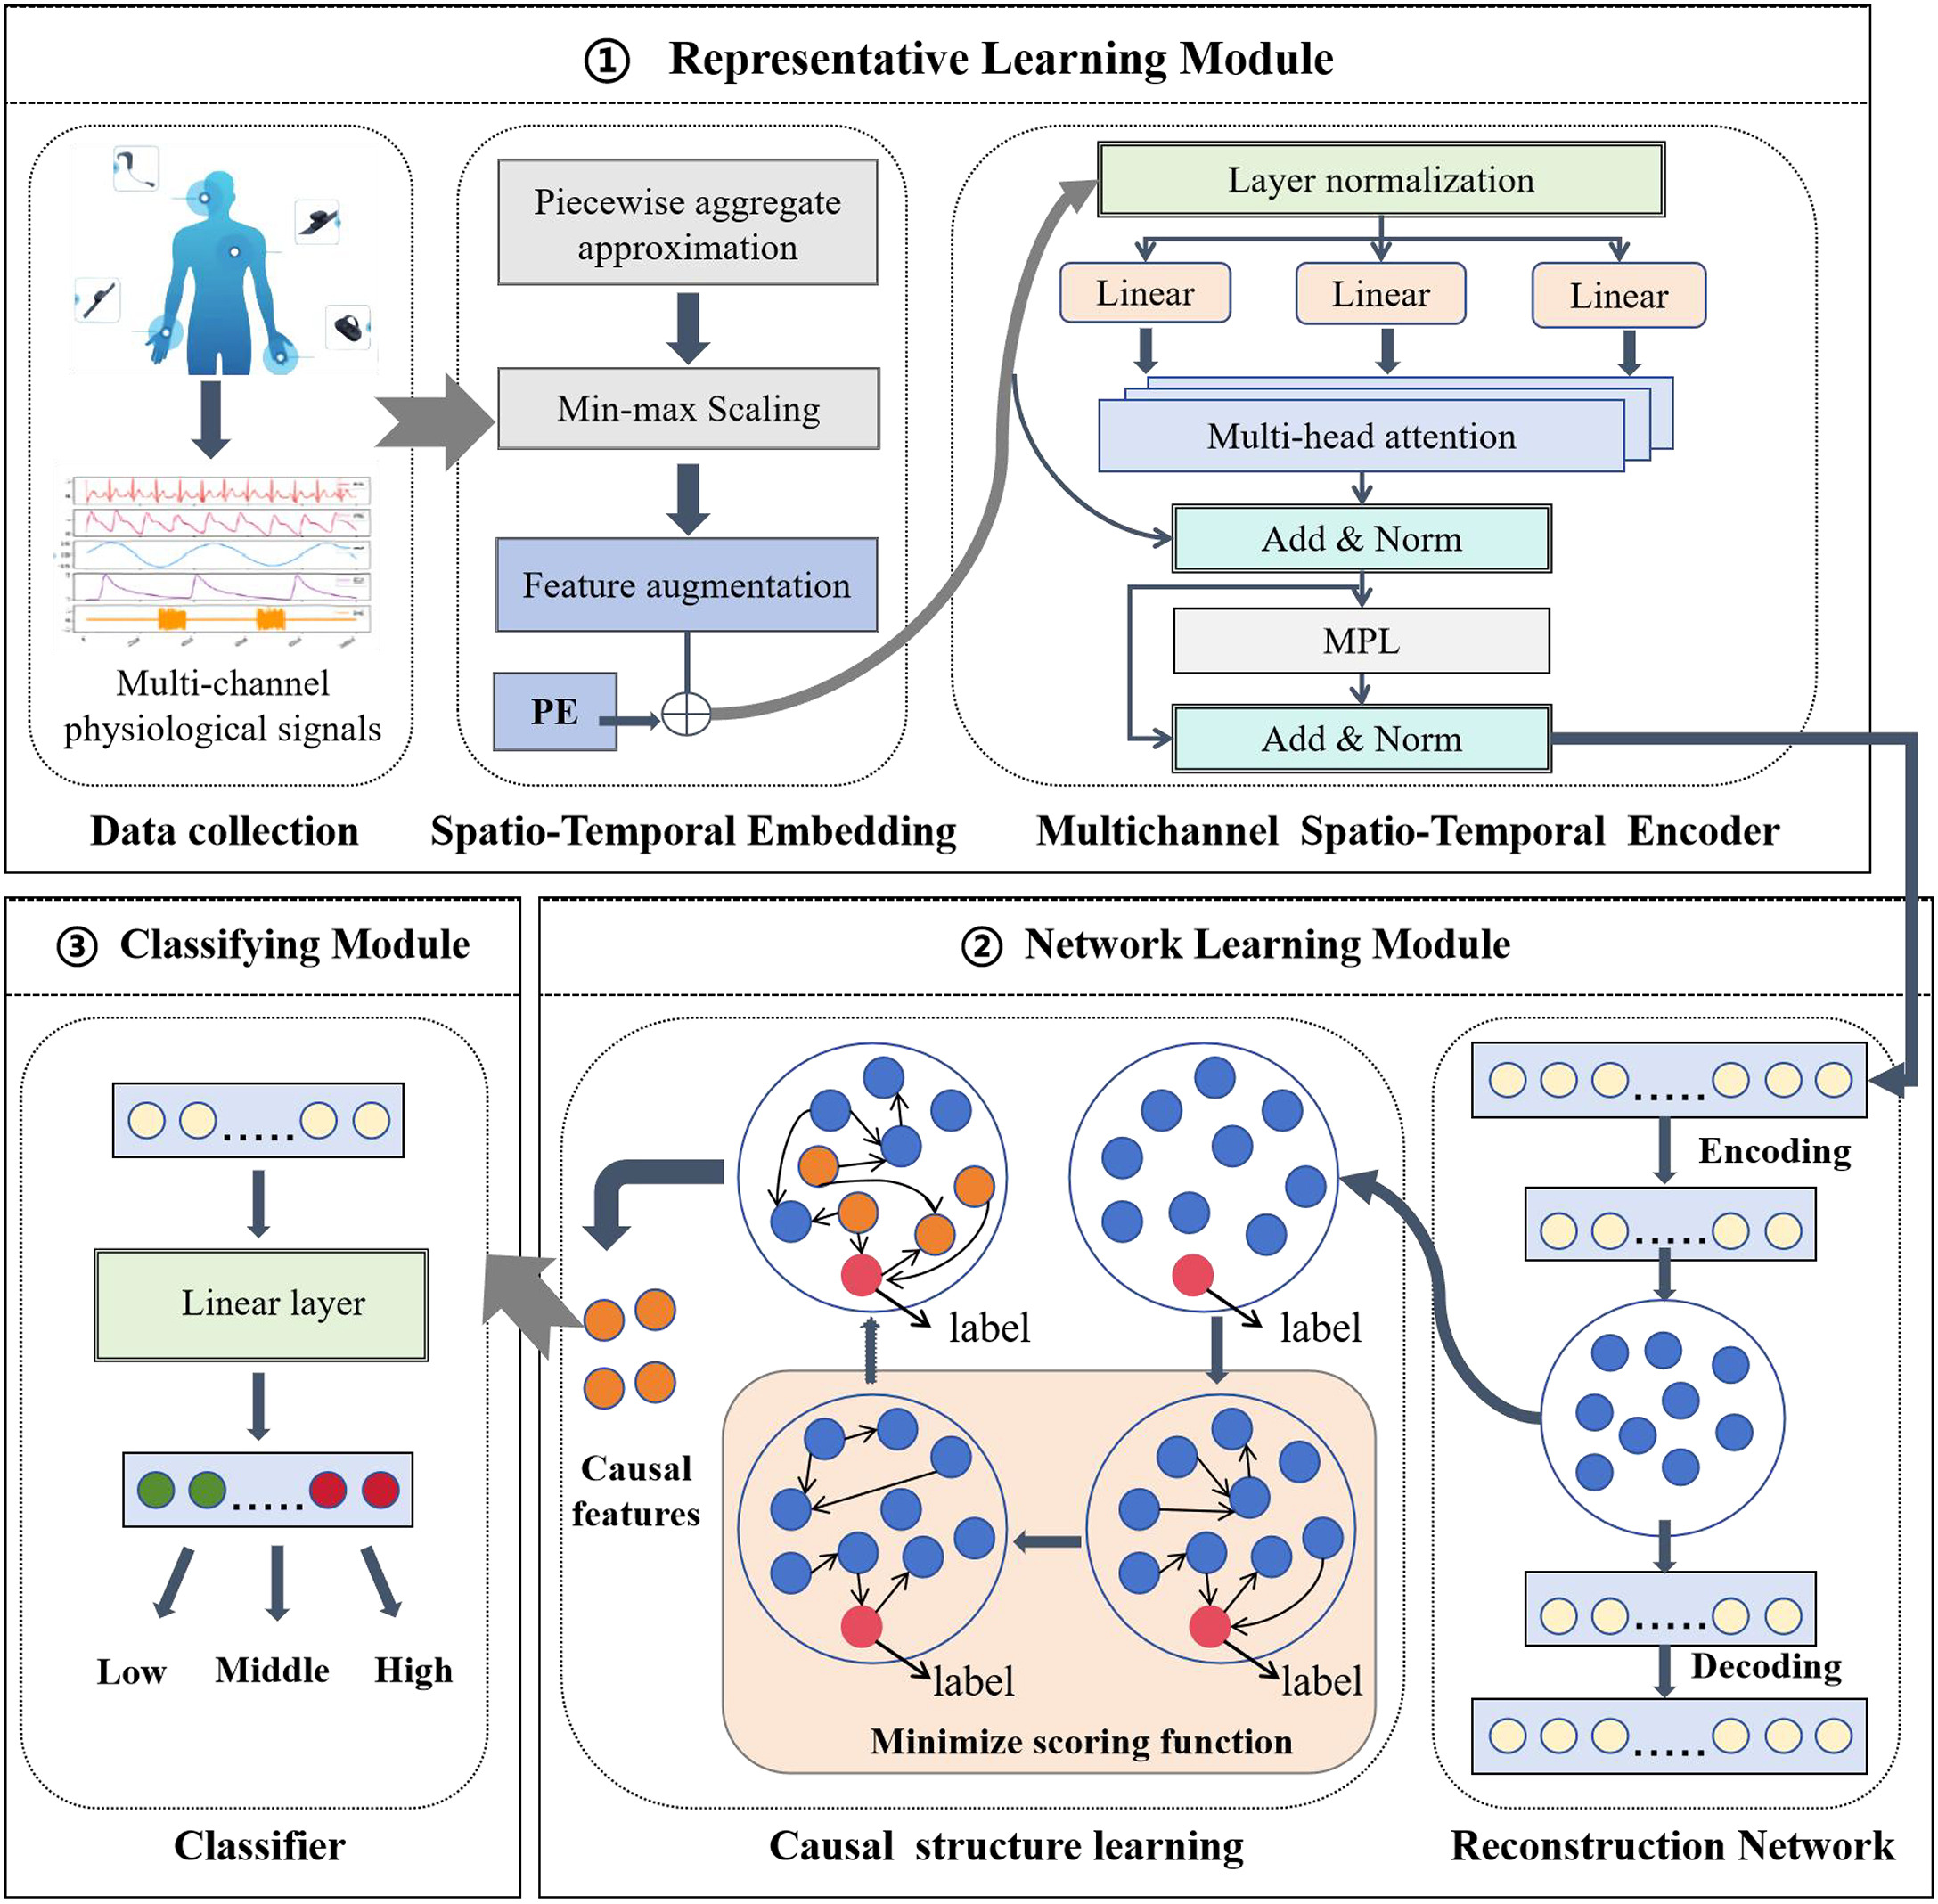 ① Representative Learning Module
Piecewise aggregate
approximation
Min-max Scaling
Feature augmentation
PE
Multi-channel
physiological signals
Layer normalization
Linear Linear Linear
Multi-head attention
Add & Norm
MPL
Add & Norm
Data collection
Spatio-Temporal Embedding
Multichannel Spatio-Temporal Encoder
③ Classifying Module
.....
Linear layer
.....
Low Middle High
Classifier
② Network Learning Module
label
label
Causal
features
label
label
Minimize scoring function
Causal structure learning
.....
Encoding
.....
.....
Decoding
.....
Reconstruction Network